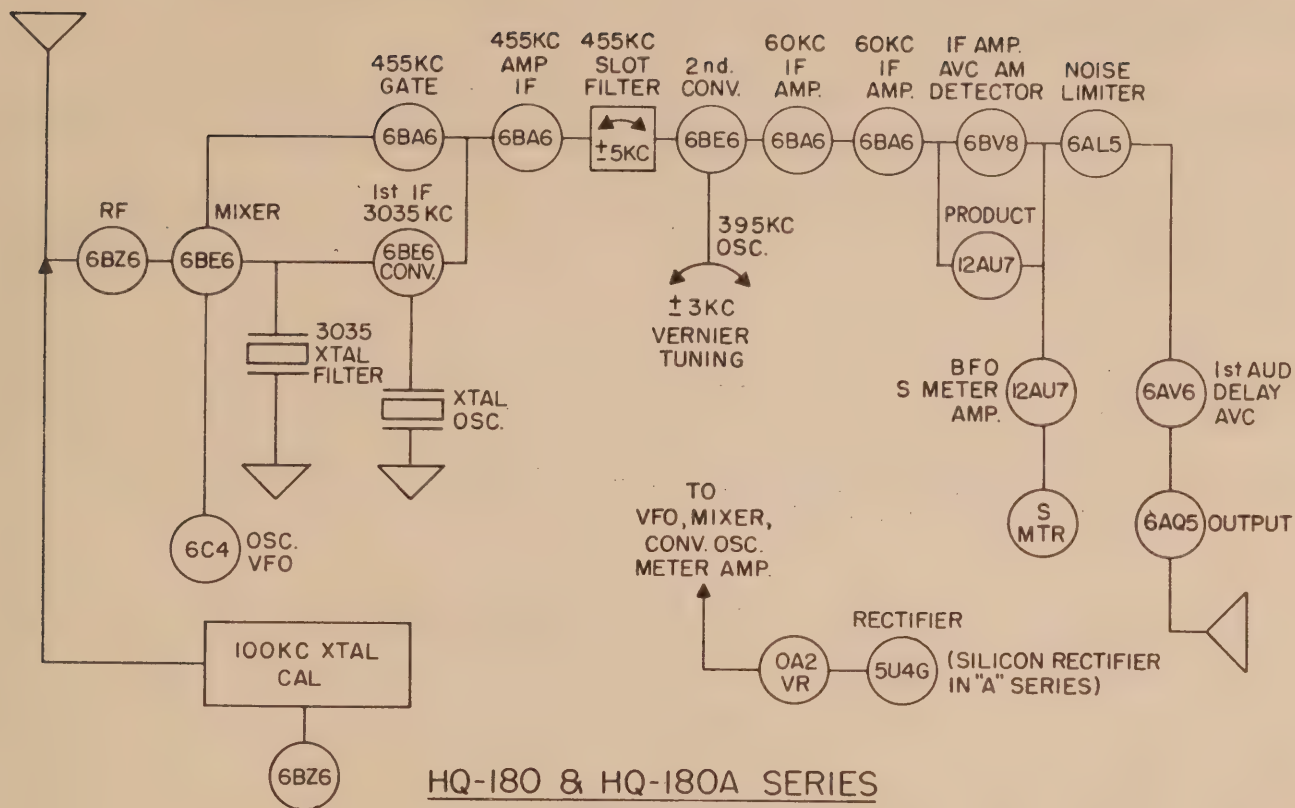 455KC
GATE
6BA6
455KC
AMP
IF
6BA6
455KC
SLOT
FILTER
±5KC
2nd.
CONV.
6BE6
60KC
IF
AMP.
6BA6
60KC
IF
AMP.
6BA6
IF AMP.
AVC AM
DETECTOR
6BV8
NOISE
LIMITER
6AL5
RF
6BZ6
MIXER
6BE6
1st IF
3035KC
6BE6
CONV.
395KC
OSC.
±3KC
VERNIER
TUNING
PRODUCT
12AU7
3035
XTAL
FILTER
XTAL
OSC.
BFO
S METER
AMP.
12AU7
1st AUD
DELAY
AVC
6AV6
6C4
OSC.
VFO
S
MTR
6AQ5
OUTPUT
TO
VFO, MIXER,
CONV. OSC.
METER AMP.
RECTIFIER
OA2
VR
5U4G
(SILICON RECTIFIER
IN "A" SERIES)
100KC XTAL
CAL
6BZ6
HQ-180 & HQ-180A SERIES